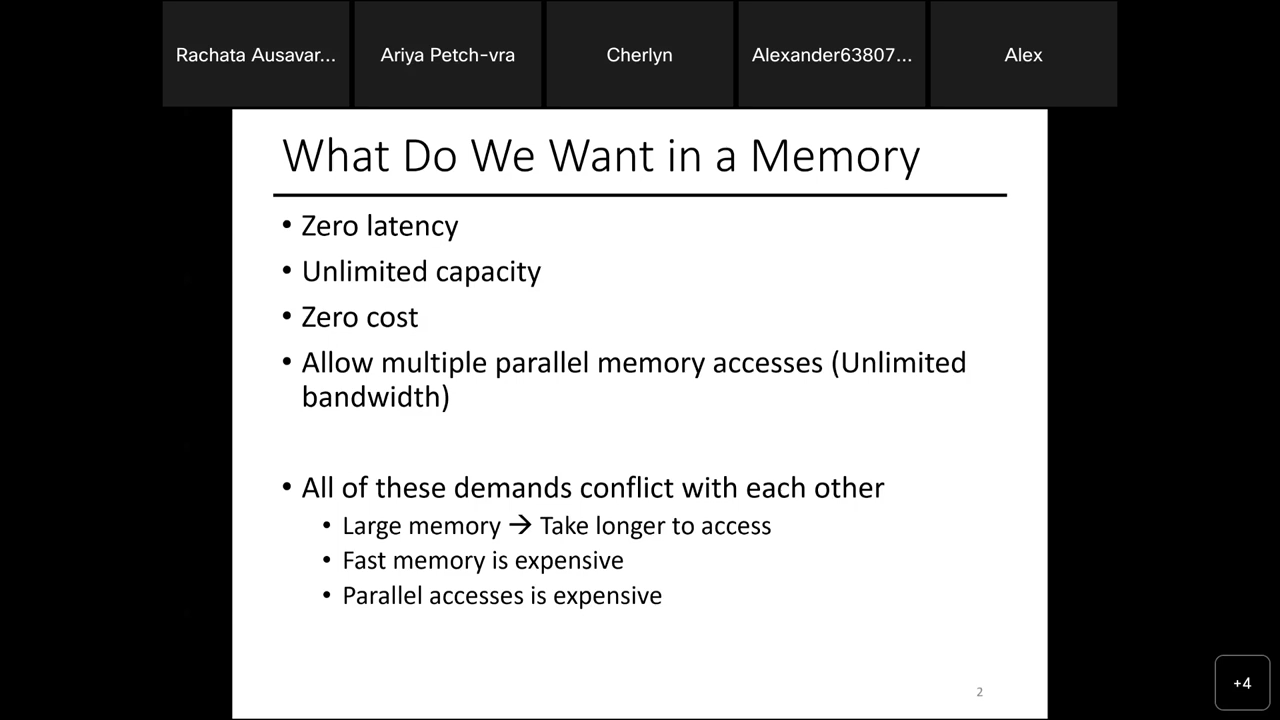 Rachata Ausavar...
Ariya Petch-vra
Cherlyn
Alexander63807...
Alex
What Do We Want in a Memory
• Zero latency
• Unlimited capacity
• Zero cost
• Allow multiple parallel memory accesses (Unlimited
bandwidth)
• All of these demands conflict with each other
• Large memory → Take longer to access
• Fast memory is expensive
• Parallel accesses is expensive
2
+4